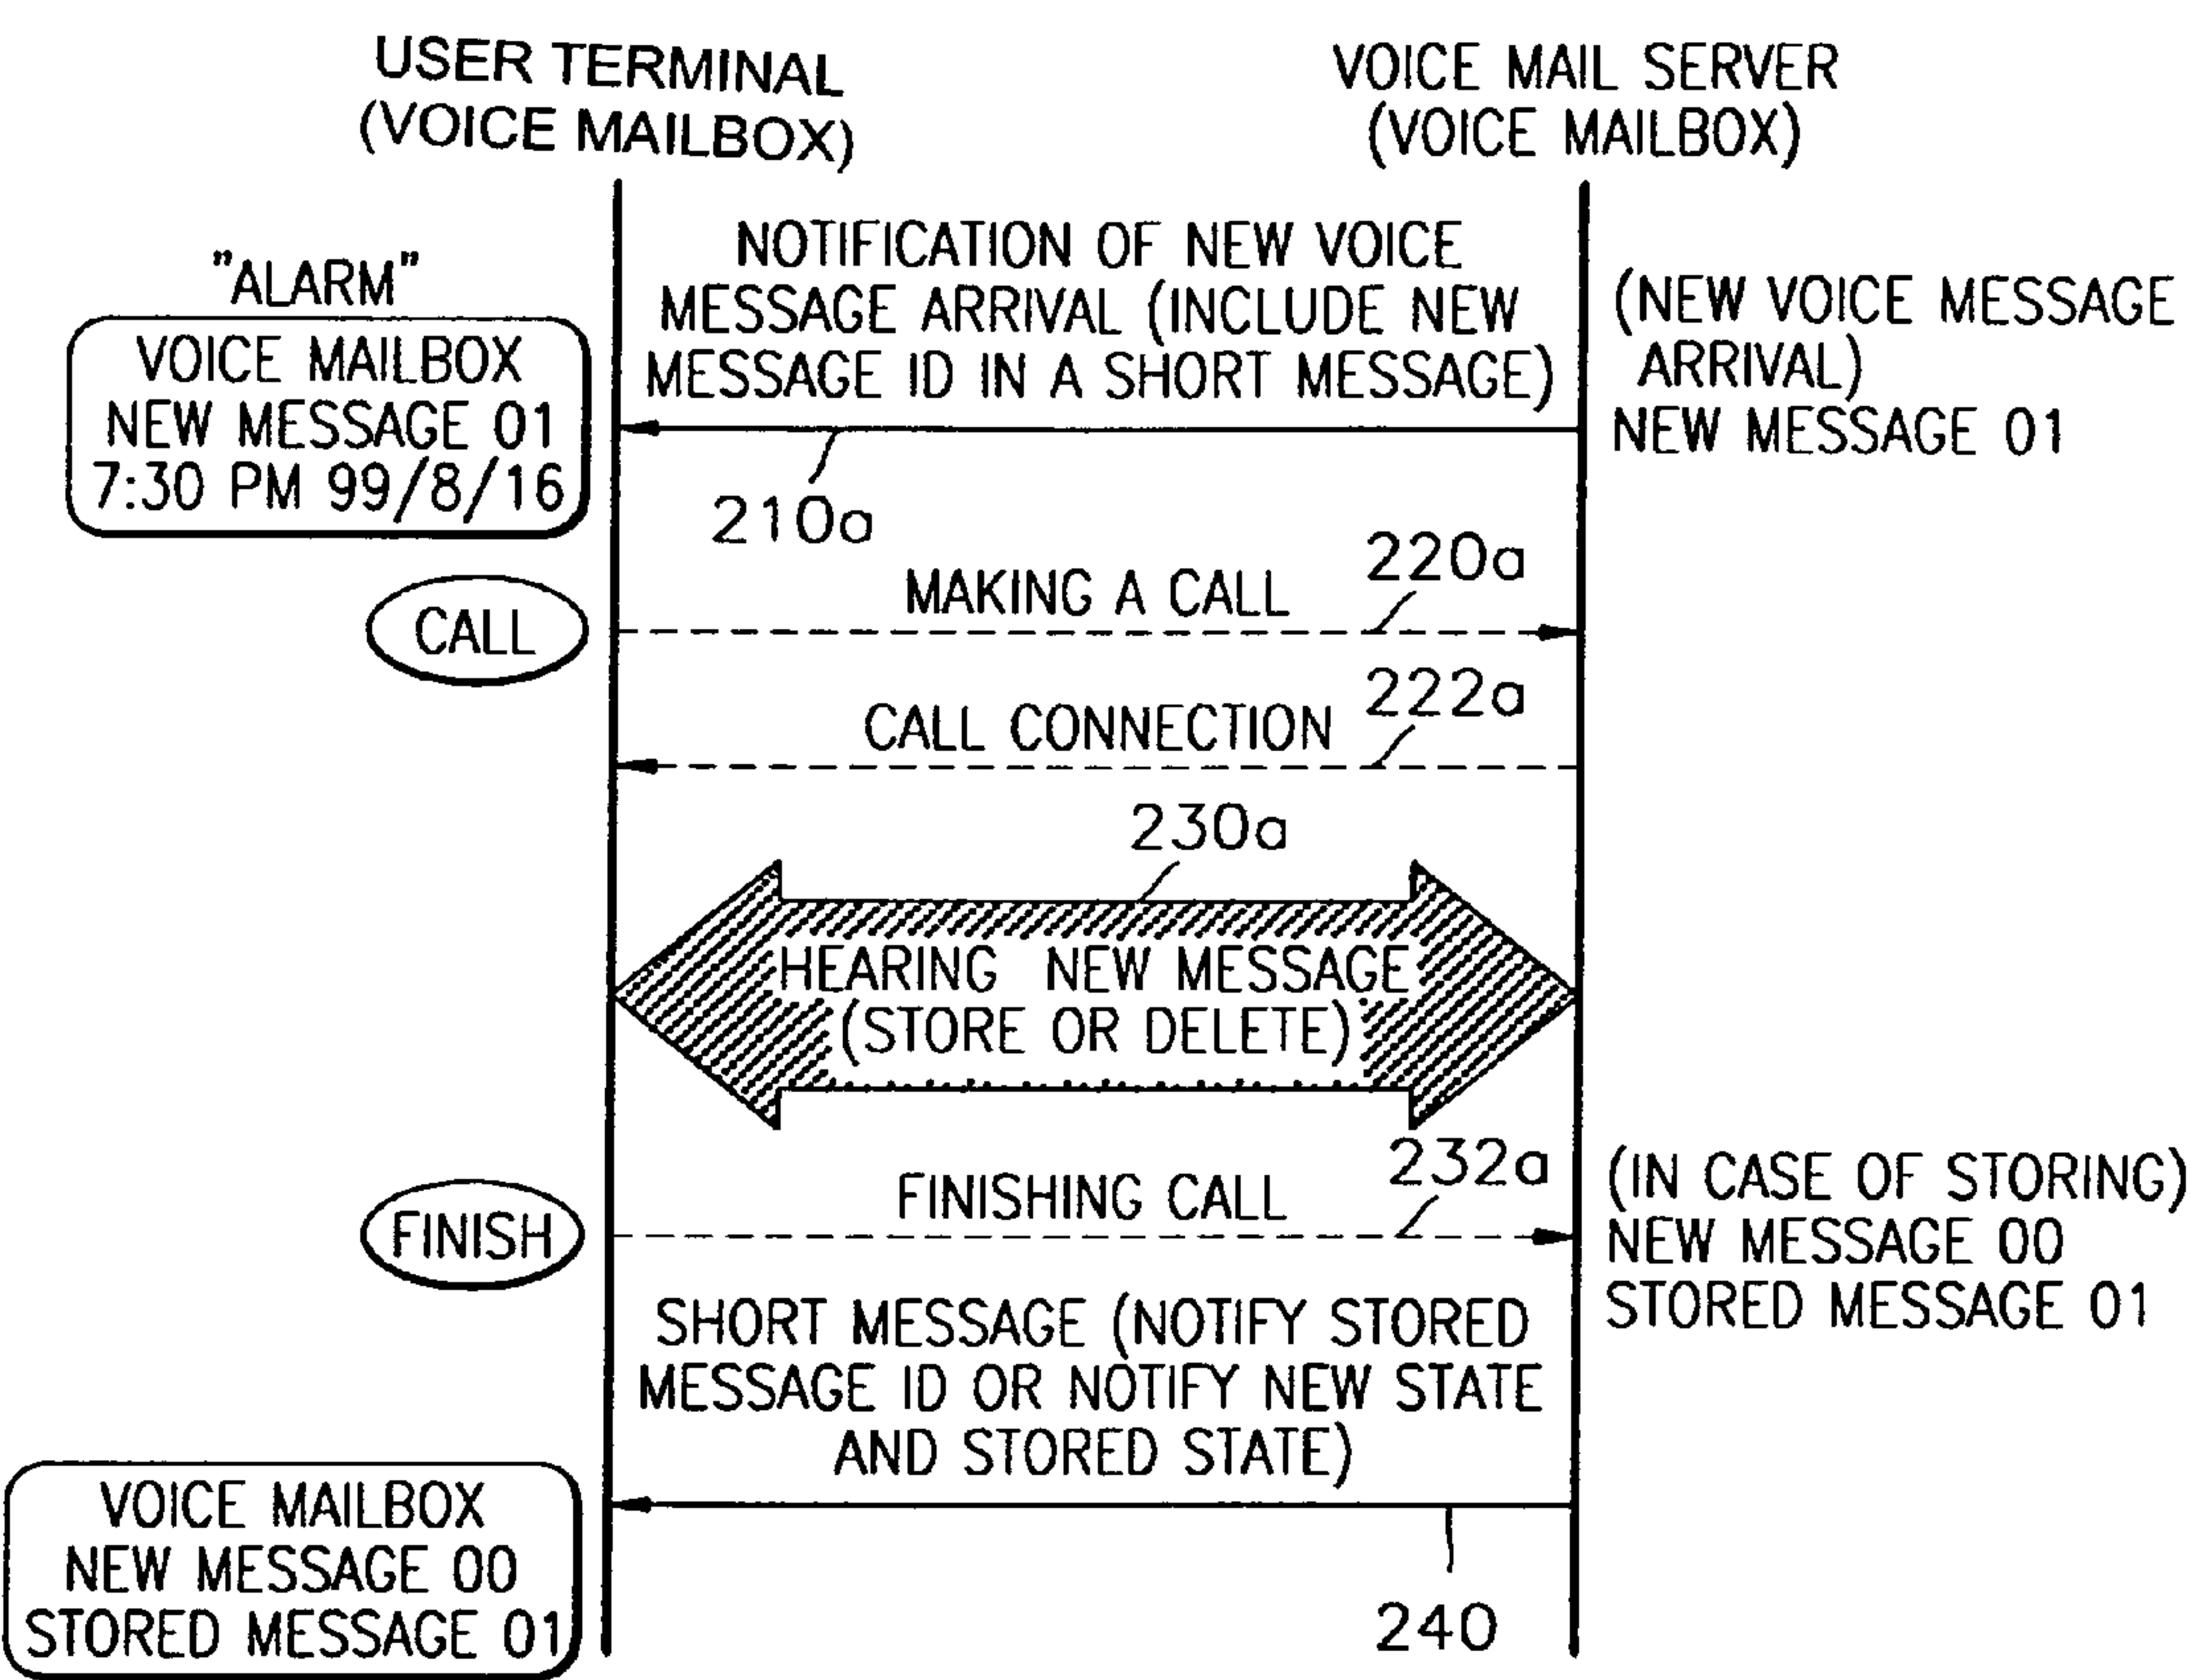 USER TERMINAL
(VOICE MAILBOX)
VOICE MAIL SERVER
(VOICE MAILBOX)
"ALARM"
VOICE MAILBOX
NEW MESSAGE 01
7:30 PM 99/8/16
NOTIFICATION OF NEW VOICE
MESSAGE ARRIVAL (INCLUDE NEW
MESSAGE ID IN A SHORT MESSAGE)
(NEW VOICE MESSAGE
ARRIVAL)
NEW MESSAGE 01
210a
220a
MAKING A CALL
CALL
222a
CALL CONNECTION
230a
HEARING NEW MESSAGE
(STORE OR DELETE)
232a
FINISHING CALL
FINISH
(IN CASE OF STORING)
NEW MESSAGE 00
STORED MESSAGE 01
SHORT MESSAGE (NOTIFY STORED
MESSAGE ID OR NOTIFY NEW STATE
AND STORED STATE)
VOICE MAILBOX
NEW MESSAGE 00
STORED MESSAGE 01
240